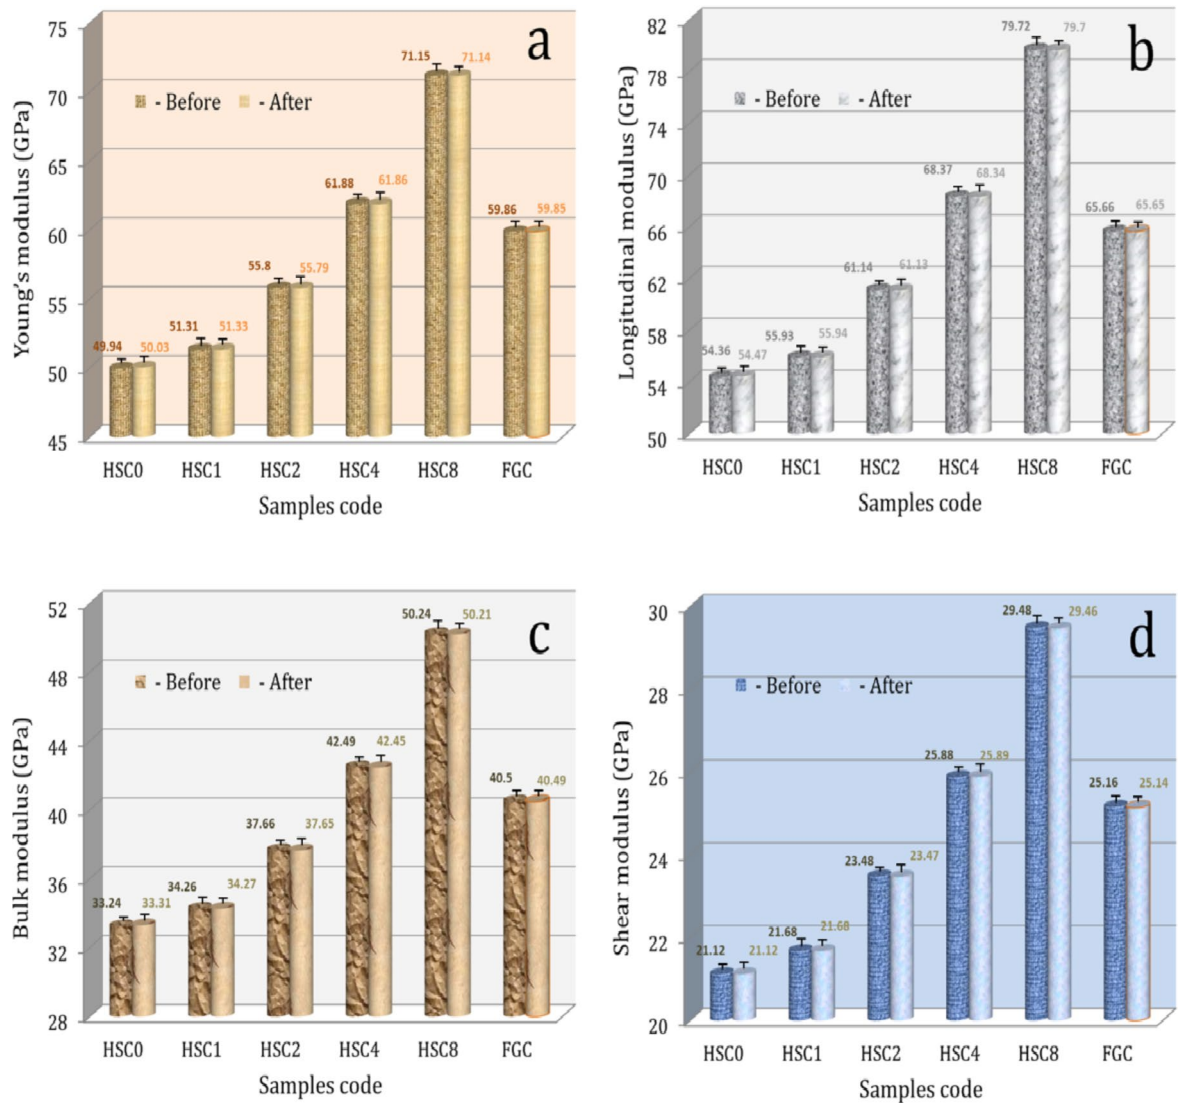 a
Young's modulus (GPa)
75
70
65
60
55
50
45
- Before - After
49.94 50.03
51.31 51.33
55.8 55.79
61.88 61.86
71.15 71.14
59.86 59.85
HSC0 HSC1 HSC2 HSC4 HSC8 FGC
Samples code
b
Longitudinal modulus (GPa)
82
78
74
70
66
62
58
54
50
- Before - After
54.36 54.47
55.93 55.94
61.14 61.13
68.37 68.34
79.72 79.7
65.66 65.65
HSC0 HSC1 HSC2 HSC4 HSC8 FGC
Samples code
c
Bulk modulus (GPa)
52
48
44
40
36
32
28
- Before - After
33.24 33.31
34.26 34.27
37.66 37.65
42.49 42.45
50.24 50.21
40.5 40.49
HSC0 HSC1 HSC2 HSC4 HSC8 FGC
Samples code
d
Shear modulus (GPa)
30
28
26
24
22
20
- Before - After
21.12 21.12
21.68 21.68
23.48 23.47
25.88 25.89
29.48 29.46
25.16 25.14
HSC0 HSC1 HSC2 HSC4 HSC8 FGC
Samples code